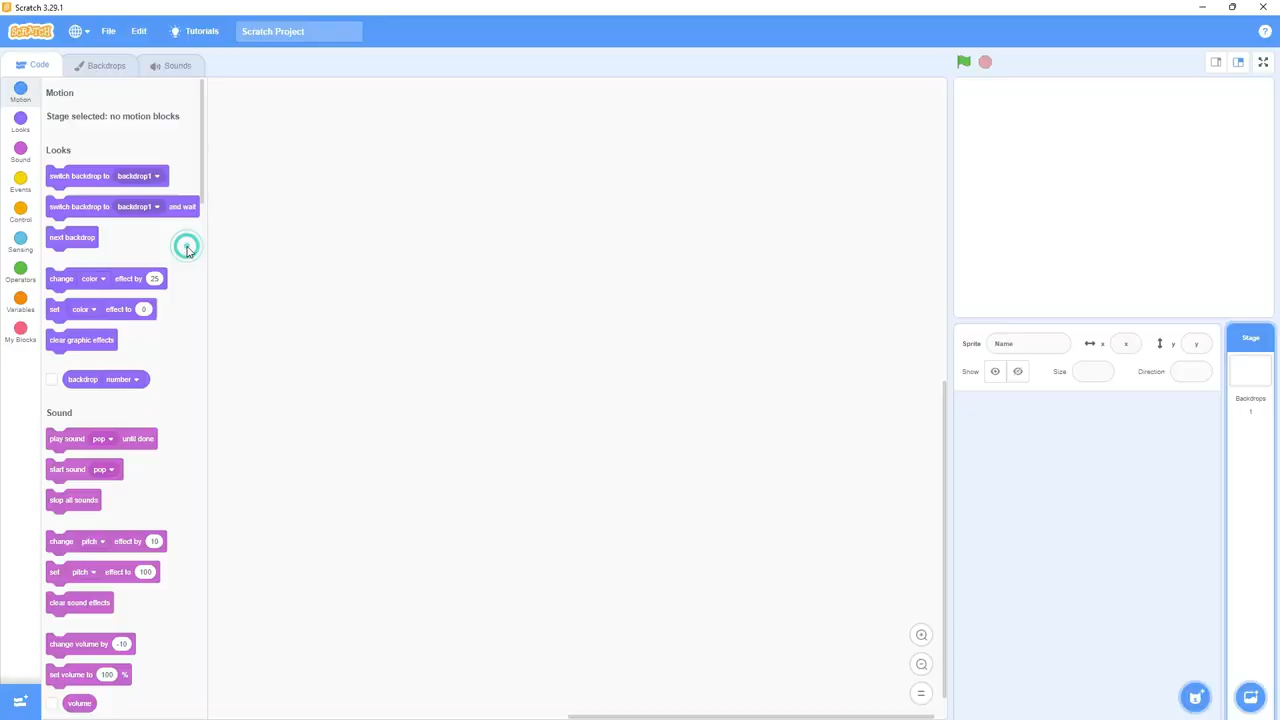 Scratch 3.29.1
SCRATCH File Edit Tutorials Scratch Project ?
Code Backdrops Sounds
Motion
Looks
Sound
Events
Control
Sensing
Operators
Variables
My Blocks
Motion
Stage selected: no motion blocks
Looks
switch backdrop to backdrop1
switch backdrop to backdrop1 and wait
next backdrop
change color effect by 25
set color effect to 0
clear graphic effects
backdrop number
Sound
play sound pop until done
start sound pop
stop all sounds
change pitch effect by 10
set pitch effect to 100
clear sound effects
change volume by -10
set volume to 100 %
volume
Sprite Name x x y y
Show Size Direction
Stage
Backdrops
1